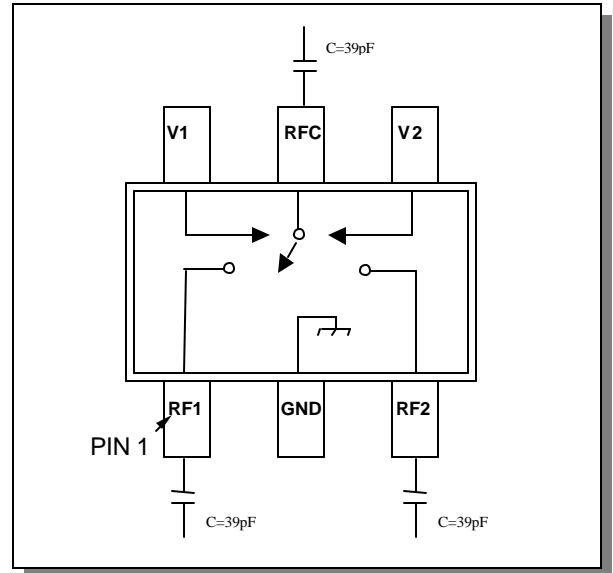 C=39pF
V1 RFC V2
RF1 GND RF2
PIN 1
C=39pF C=39pF